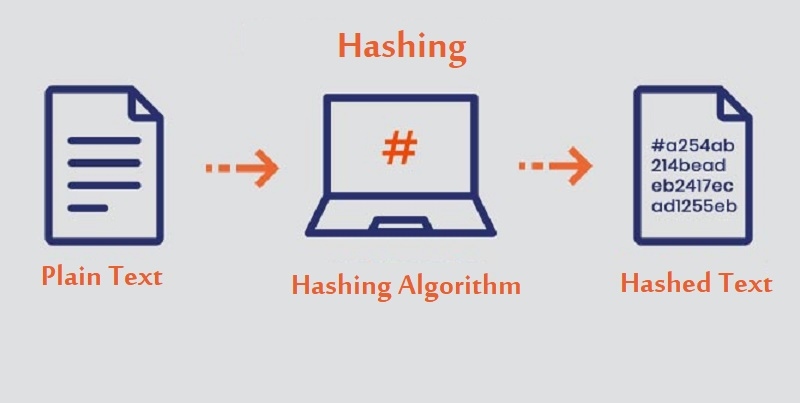 Hashing
#
#a254ab
214bead
eb2417ec
ad1255eb
Plain Text
Hashing Algorithm
Hashed Text